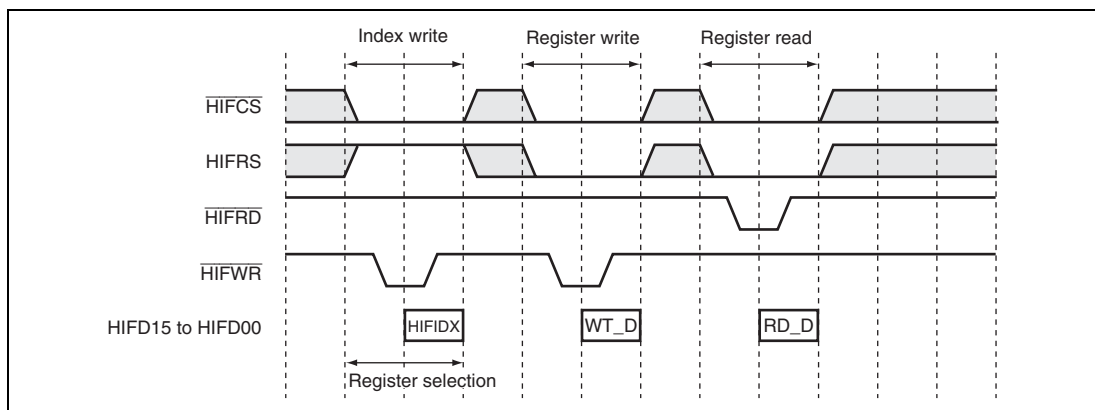 Index write
Register write
Register read
HIFCS
HIFRS
HIFRD
HIFWR
HIFD15 to HIFD00
HIFIDX
WT_D
RD_D
Register selection